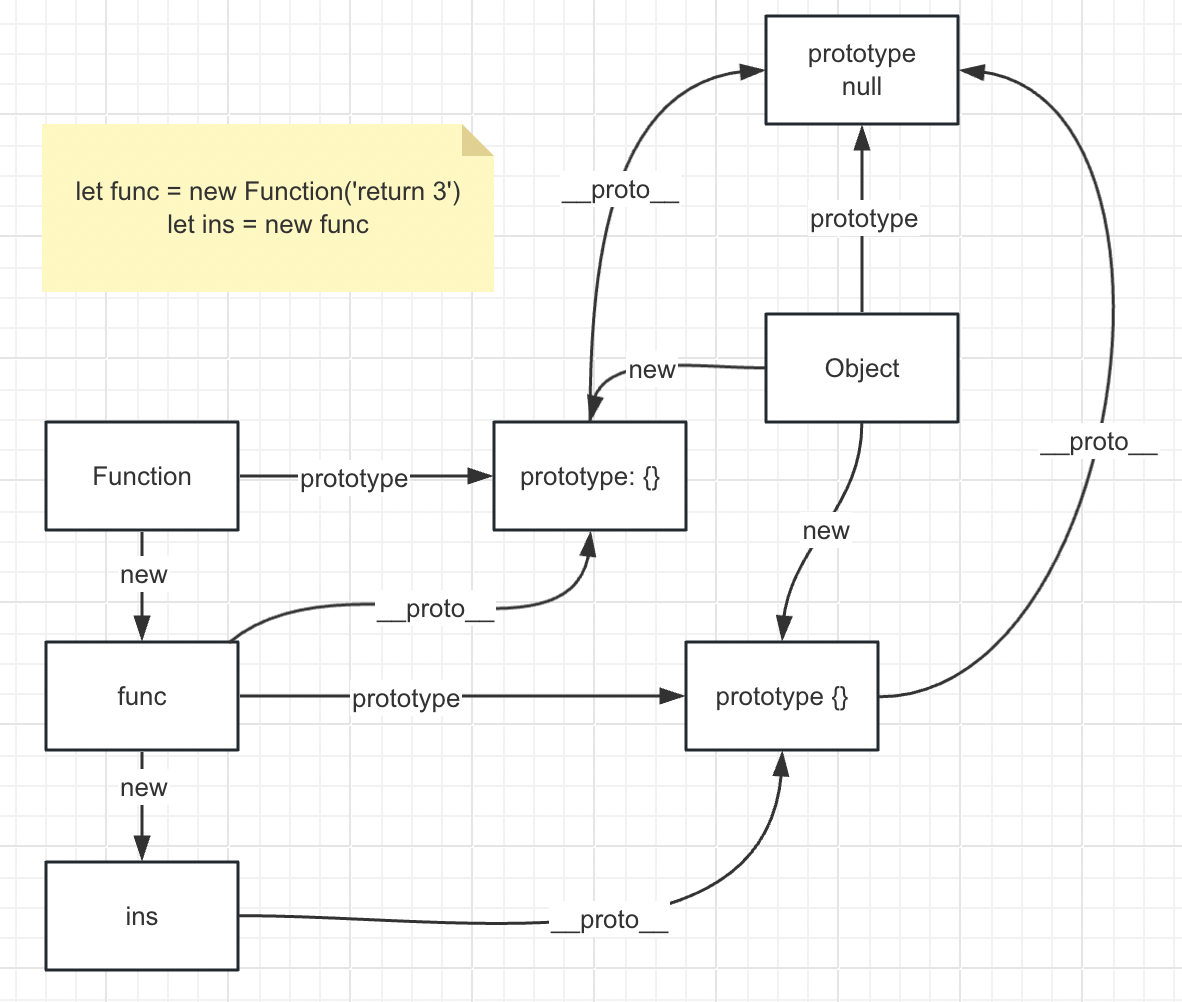 prototype
null
let func = new Function('return 3')
let ins = new func
__proto__
prototype
new
Object
__proto__
Function
prototype
prototype: {}
new
new
__proto__
func
prototype
prototype {}
new
ins
__proto__